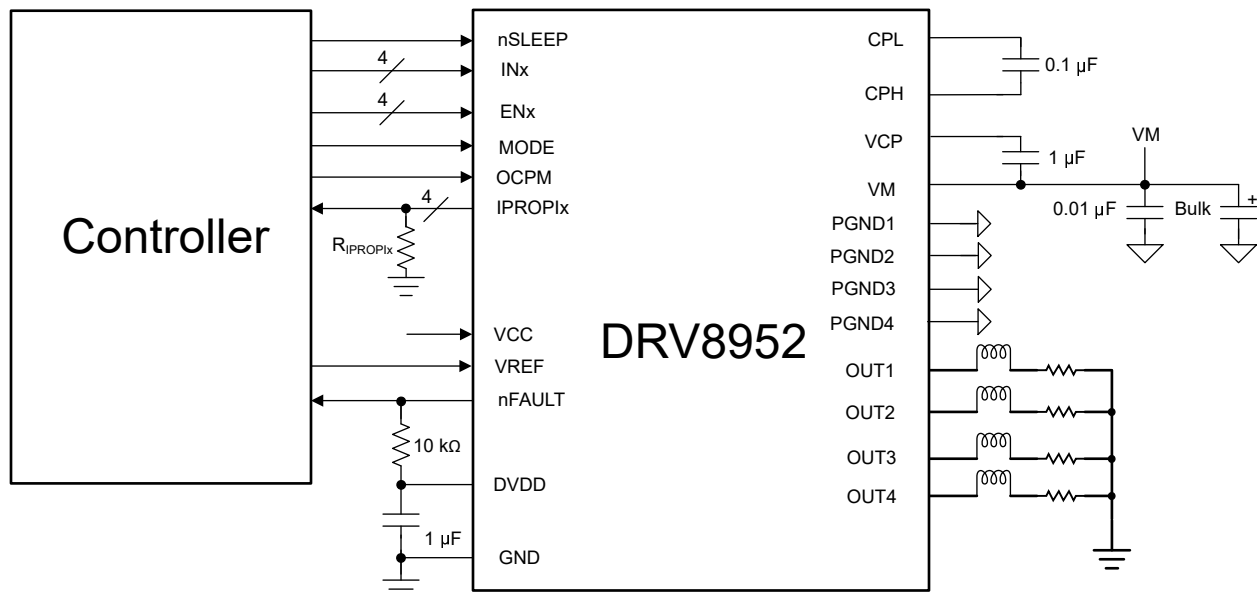 Controller
4
4
4
R_IPROPIx
10 kΩ
1 µF
nSLEEP
INx
ENx
MODE
OCPM
IPROPIx
VCC
VREF
nFAULT
DVDD
GND
DRV8952
CPL
CPH
VCP
VM
PGND1
PGND2
PGND3
PGND4
OUT1
OUT2
OUT3
OUT4
0.1 µF
1 µF
VM
0.01 µF
Bulk
+